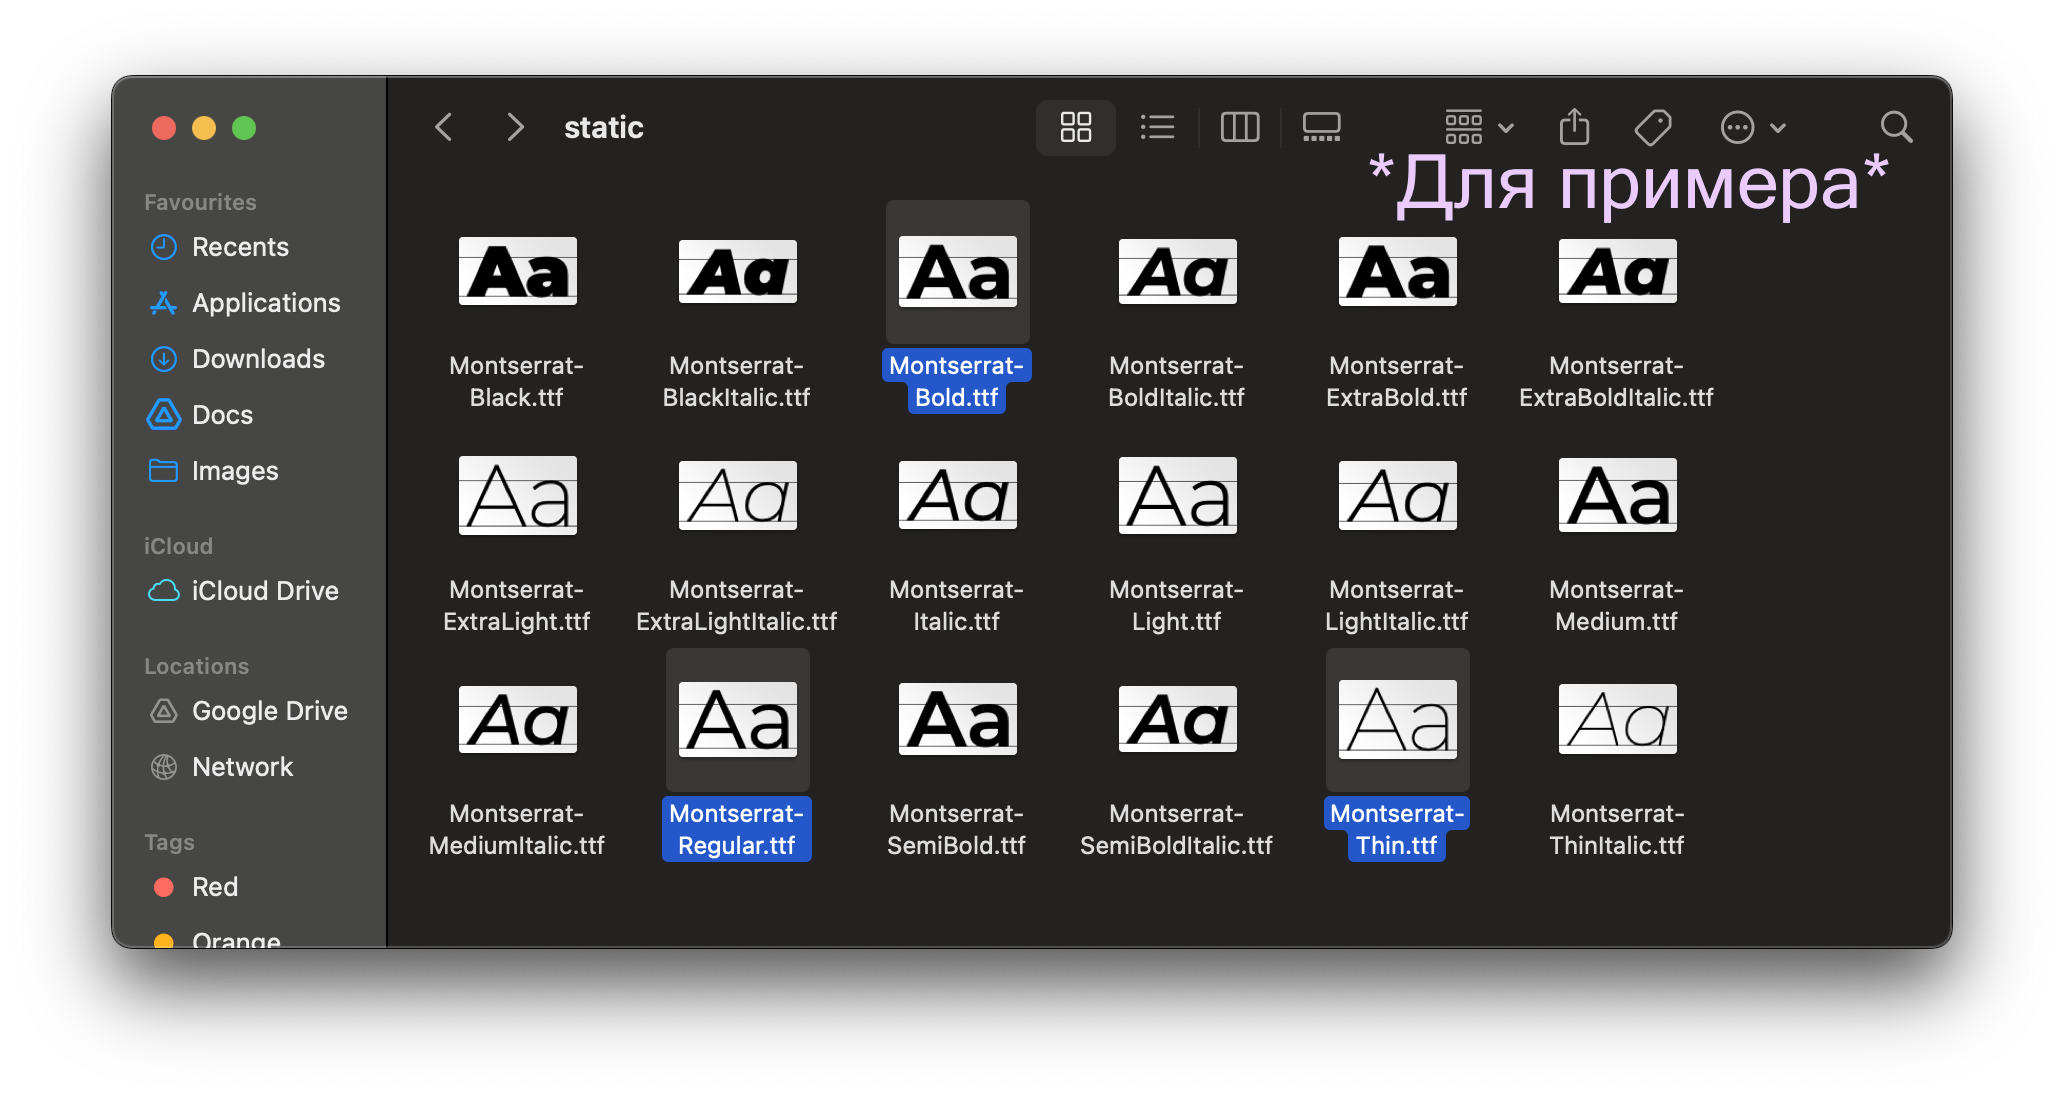 static
*Для примера*
Favourites
Recents
Applications
Downloads
Docs
Images
iCloud
iCloud Drive
Locations
Google Drive
Network
Tags
Red
Orange
Aa Aa Aa Aa Aa Aa
Montserrat- Montserrat- Montserrat- Montserrat- Montserrat- Montserrat-
Black.ttf BlackItalic.ttf Bold.ttf BoldItalic.ttf ExtraBold.ttf ExtraBoldItalic.ttf
Aa Aa Aa Aa Aa Aa
Montserrat- Montserrat- Montserrat- Montserrat- Montserrat- Montserrat-
ExtraLight.ttf ExtraLightItalic.ttf Italic.ttf Light.ttf LightItalic.ttf Medium.ttf
Aa Aa Aa Aa Aa Aa
Montserrat- Montserrat- Montserrat- Montserrat- Montserrat- Montserrat-
MediumItalic.ttf Regular.ttf SemiBold.ttf SemiBoldItalic.ttf Thin.ttf ThinItalic.ttf